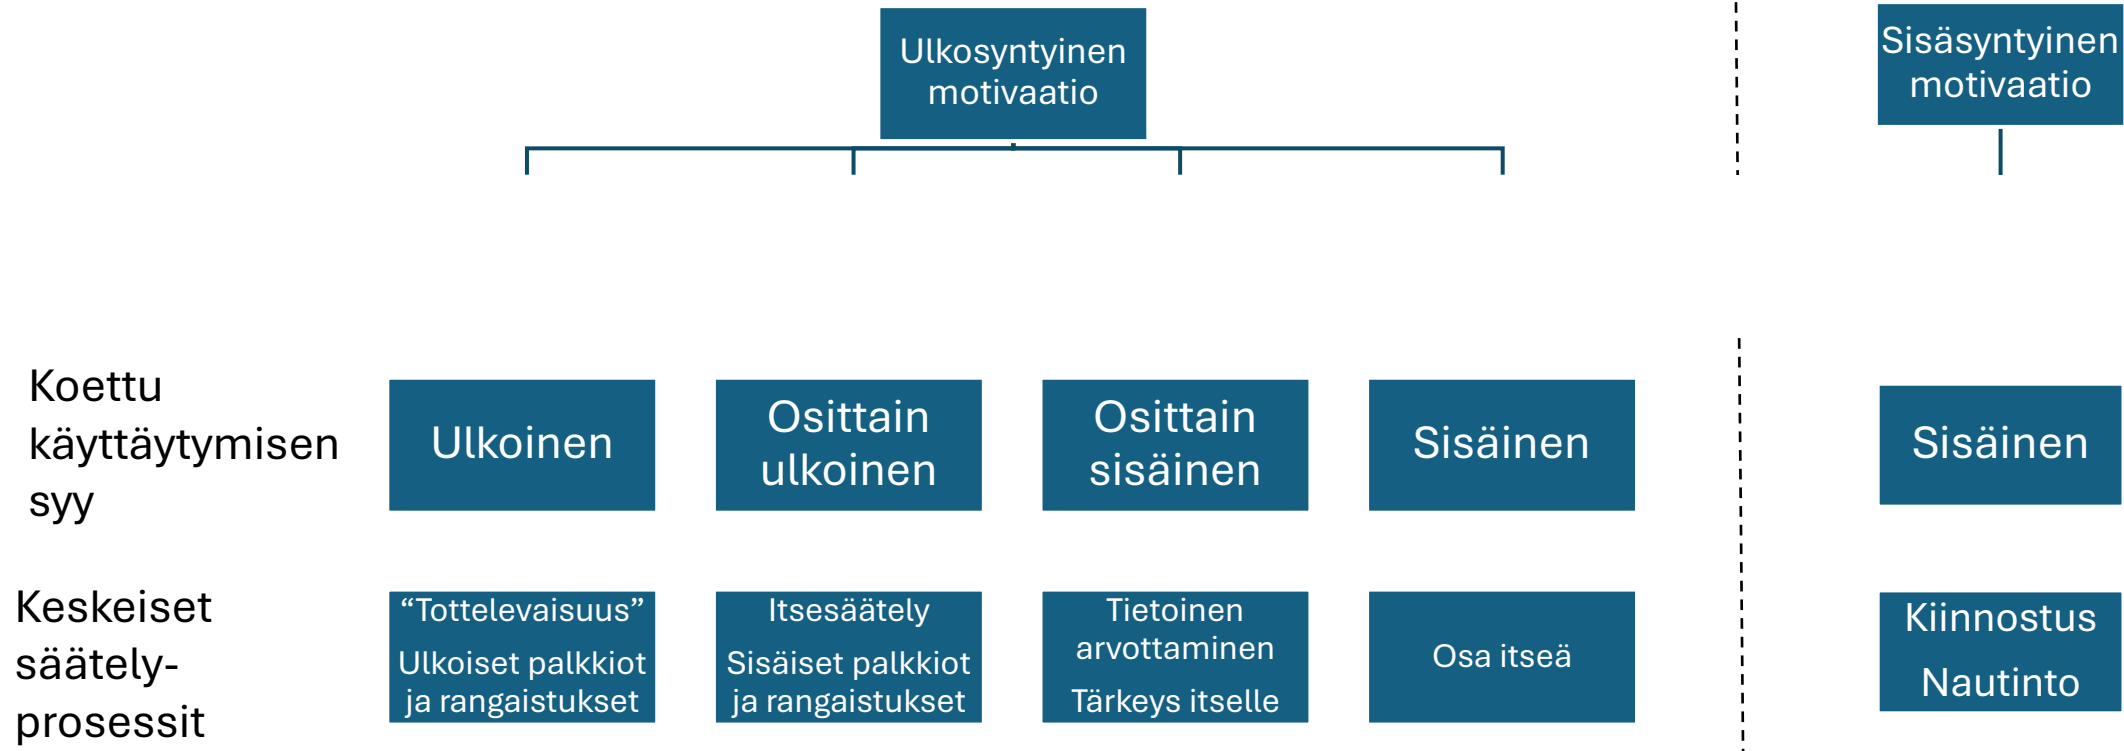 Ulkosyntyinen
motivaatio
Sisäsyntyinen
motivaatio
Koettu
käyttäytymisen
syy
Ulkoinen
Osittain
ulkoinen
Osittain
sisäinen
Sisäinen
Sisäinen
Keskeiset
säätely-
prosessit
“Tottelevaisuus”
Ulkoiset palkkiot
ja rangaistukset
Itsesäätely
Sisäiset palkkiot
ja rangaistukset
Tietoinen
arvottaminen
Tärkeys itselle
Osa itseä
Kiinnostus
Nautinto